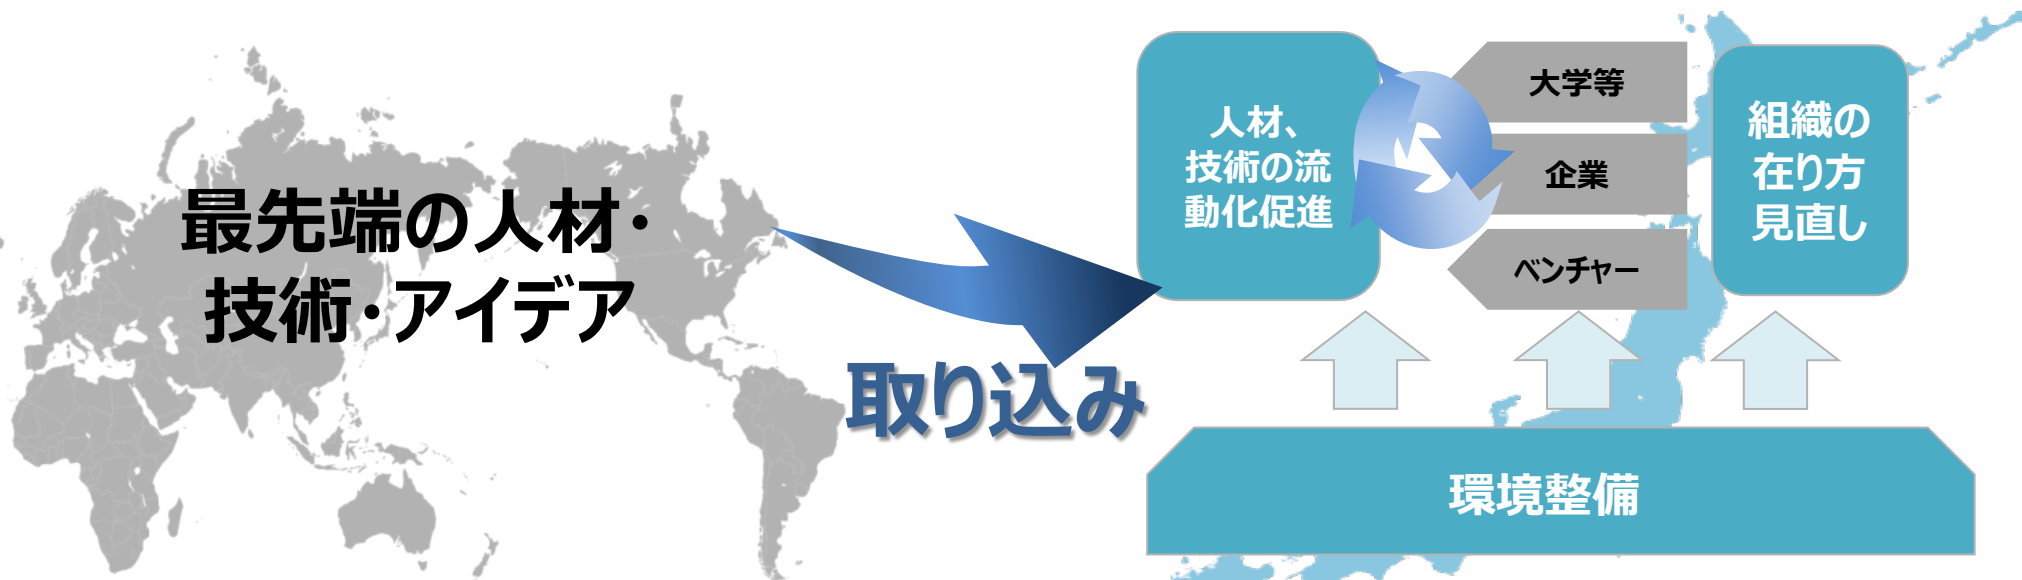 最先端の人材・
技術・アイデア
取り込み
人材、
技術の流
動化促進
大学等
企業
ベンチャー
組織の
在り方
見直し
環境整備